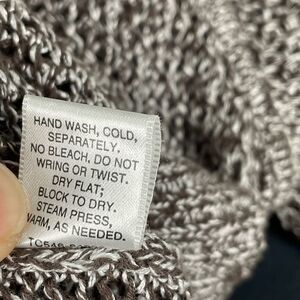 HAND WASH, COLD,
SEPARATELY.
NO BLEACH. DO NOT
WRING OR TWIST.
DRY FLAT;
BLOCK TO DRY.
STEAM PRESS,
WARM, AS NEEDED.